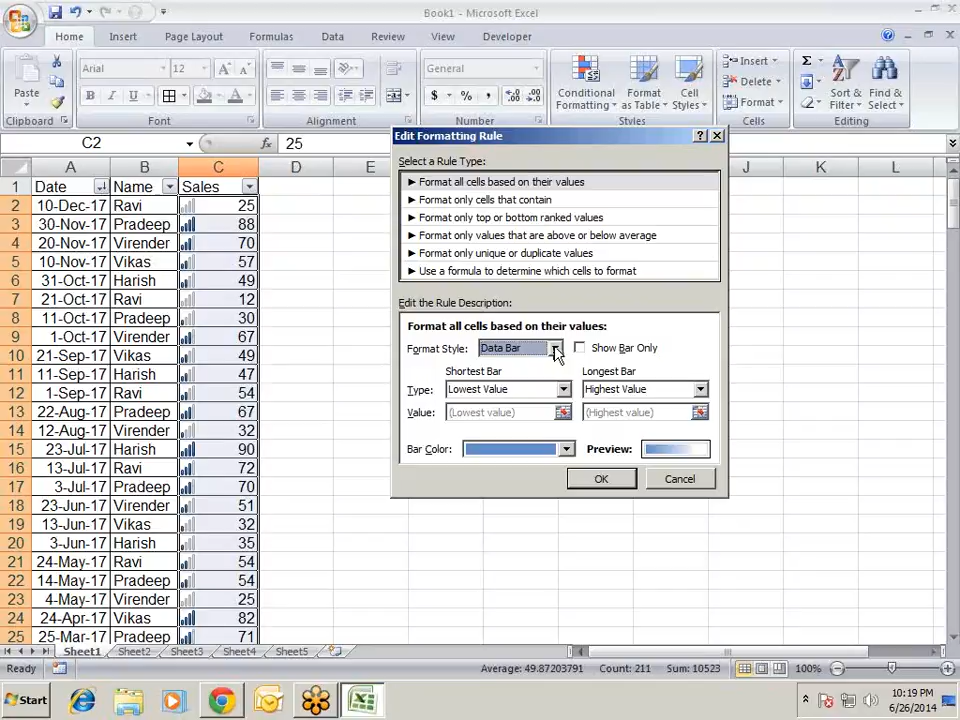 Book1 - Microsoft Excel
Home Insert Page Layout Formulas Data Review View Developer
Paste
Clipboard
Arial 12
B I U
A A
Font
Alignment
General
$ % ,
Number
Conditional Formatting
Format as Table
Cell Styles
Styles
Insert
Delete
Format
Cells
Σ
Sort & Filter
Find & Select
Editing
C2 fx 25
A B C D E J K L
1 Date Name Sales
2 10-Dec-17 Ravi 25
3 30-Nov-17 Pradeep 88
4 20-Nov-17 Virender 70
5 10-Nov-17 Vikas 57
6 31-Oct-17 Harish 49
7 21-Oct-17 Ravi 12
8 11-Oct-17 Pradeep 30
9 1-Oct-17 Virender 67
10 21-Sep-17 Vikas 49
11 11-Sep-17 Harish 47
12 1-Sep-17 Ravi 54
13 22-Aug-17 Pradeep 67
14 12-Aug-17 Virender 32
15 23-Jul-17 Harish 90
16 13-Jul-17 Ravi 72
17 3-Jul-17 Pradeep 70
18 23-Jun-17 Virender 51
19 13-Jun-17 Vikas 32
20 3-Jun-17 Harish 35
21 24-May-17 Ravi 54
22 14-May-17 Pradeep 54
23 4-May-17 Virender 25
24 24-Apr-17 Vikas 82
25 25-Mar-17 Pradeep 71
Edit Formatting Rule
Select a Rule Type:
► Format all cells based on their values
► Format only cells that contain
► Format only top or bottom ranked values
► Format only values that are above or below average
► Format only unique or duplicate values
► Use a formula to determine which cells to format
Edit the Rule Description:
Format all cells based on their values:
Format Style: Data Bar Show Bar Only
Shortest Bar Longest Bar
Type: Lowest Value Highest Value
Value: (Lowest value) (Highest value)
Bar Color: Preview:
OK Cancel
Sheet1 Sheet2 Sheet3 Sheet4 Sheet5
Ready Average: 49.87203791 Count: 211 Sum: 10523 100%
Start
10:19 PM
6/26/2014